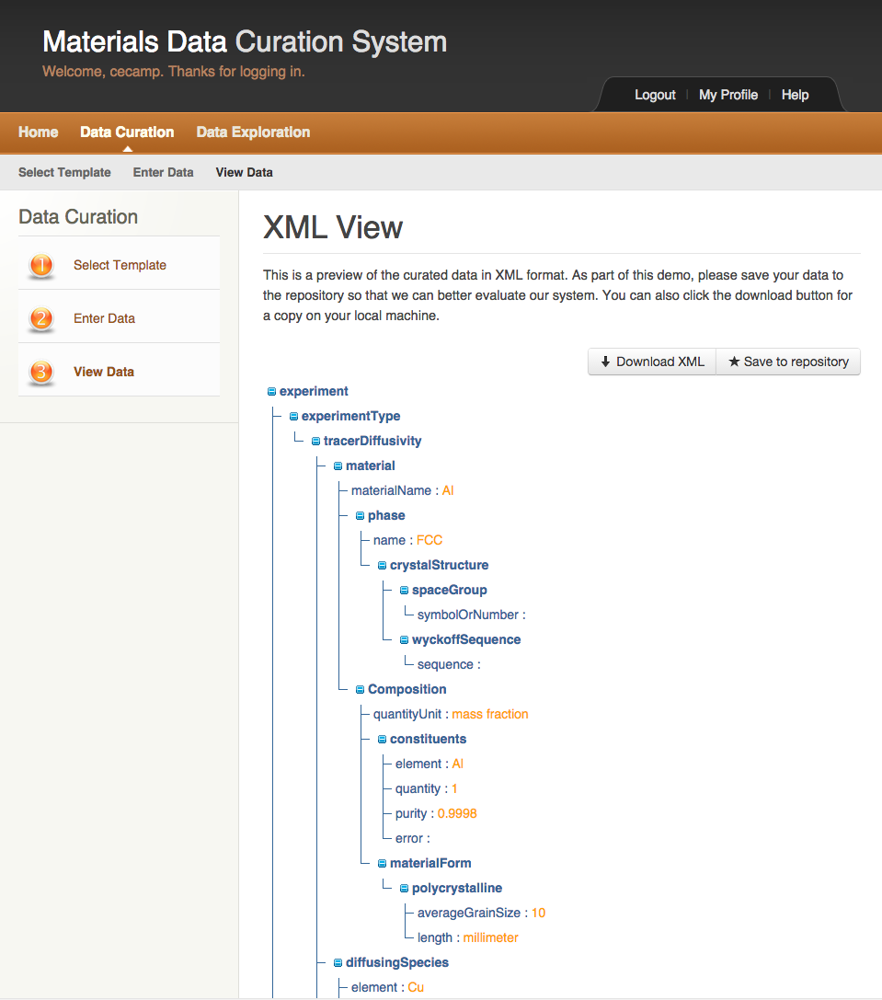 Materials Data Curation System
Welcome, cecamp. Thanks for logging in.
Logout | My Profile | Help
Home Data Curation Data Exploration
Select Template Enter Data View Data
Data Curation
1 Select Template
2 Enter Data
3 View Data
XML View
This is a preview of the curated data in XML format. As part of this demo, please save your data to
the repository so that we can better evaluate our system. You can also click the download button for
a copy on your local machine.
Download XML Save to repository
experiment
experimentType
tracerDiffusivity
material
materialName : Al
phase
name : FCC
crystalStructure
spaceGroup
symbolOrNumber :
wyckoffSequence
sequence :
Composition
quantityUnit : mass fraction
constituents
element : Al
quantity : 1
purity : 0.9998
error :
materialForm
polycrystalline
averageGrainSize : 10
length : millimeter
diffusingSpecies
element : Cu